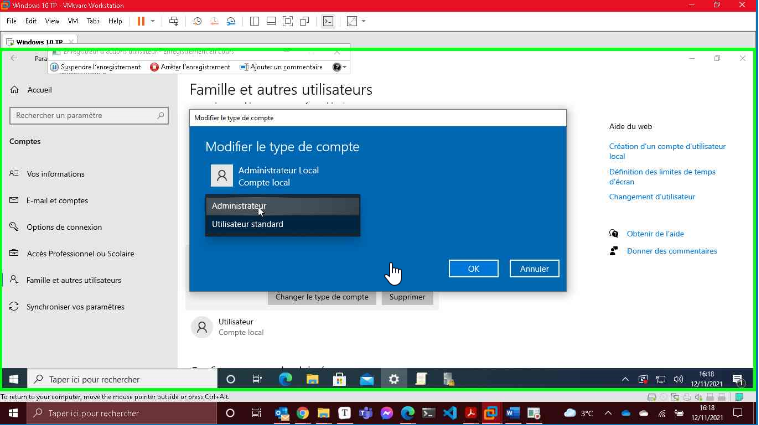 Windows 10 TP - VMware Workstation
File Edit View VM Tabs Help
Windows 10 TP
Suspendre l'enregistrement Arrêter l'enregistrement Ajouter un commentaire
Accueil
Rechercher un paramètre
Comptes
Vos informations
E-mail et comptes
Options de connexion
Accès Professionnel ou Scolaire
Famille et autres utilisateurs
Synchroniser vos paramètres
Famille et autres utilisateurs
Modifier le type de compte
Modifier le type de compte
Administrateur Local
Compte local
Administrateur
Utilisateur standard
OK Annuler
Changer le type de compte Supprimer
Utilisateur
Compte local
Aide du web
Création d'un compte d'utilisateur
local
Définition des limites de temps
d'écran
Changement d'utilisateur
Obtenir de l'aide
Donner des commentaires
Taper ici pour rechercher
16:18
12/11/2021
To return to your computer, move the mouse pointer outside or press Ctrl+Alt.
Taper ici pour rechercher
3°C
16:18
12/11/2021